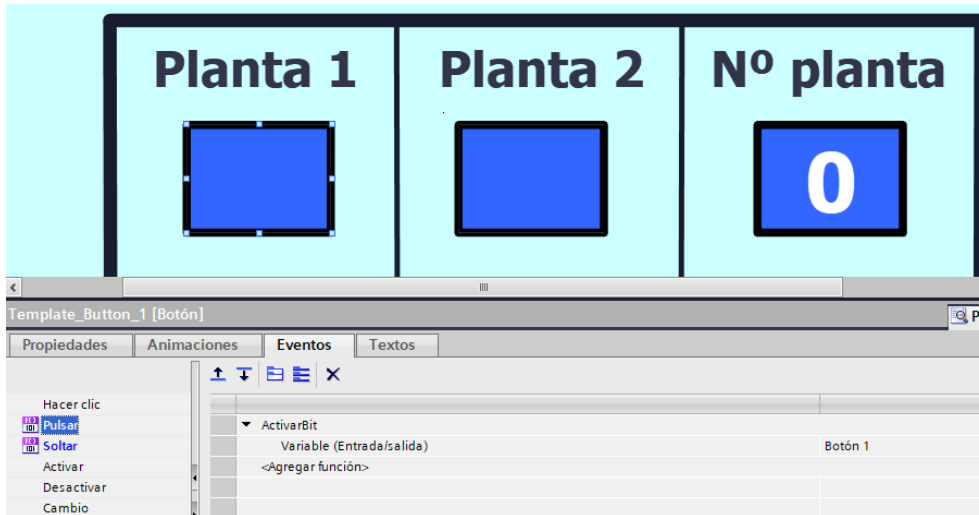 Planta 1 Planta 2 Nº planta
0
Template_Button_1 [Botón]
P
Propiedades Animaciones Eventos Textos
Hacer clic
Pulsar
ActivarBit
Soltar
Variable (Entrada/salida) Botón 1
Activar
<Agregar función>
Desactivar
Cambio